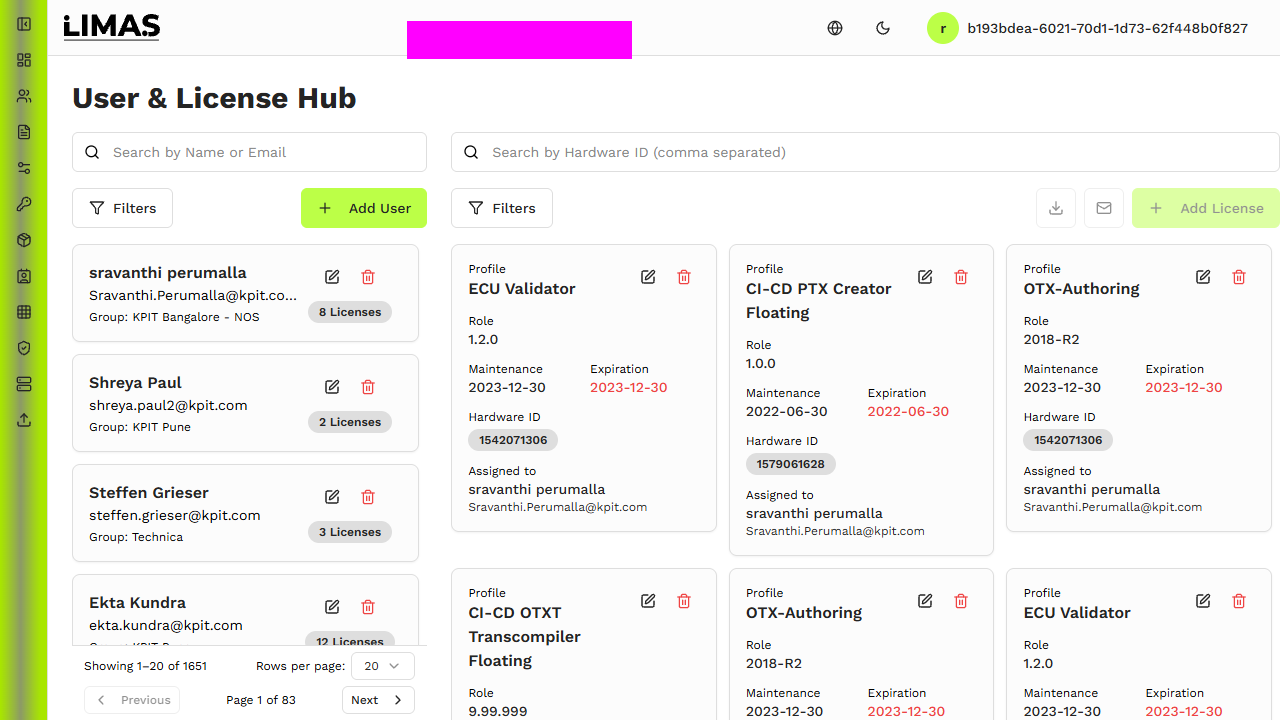 LIMAS
r
b193bdea-6021-70d1-1d73-62f448b0f827
User & License Hub
Search by Name or Email
Search by Hardware ID (comma separated)
Filters
Add User
Filters
Add License
sravanthi perumalla
Sravanthi.Perumalla@kpit.co...
Group: KPIT Bangalore - NOS
8 Licenses
Shreya Paul
shreya.paul2@kpit.com
Group: KPIT Pune
2 Licenses
Steffen Grieser
steffen.grieser@kpit.com
Group: Technica
3 Licenses
Ekta Kundra
ekta.kundra@kpit.com
12 Licenses
Showing 1–20 of 1651
Rows per page:
20
Previous
Page 1 of 83
Next
Profile
ECU Validator
Role
1.2.0
Maintenance
Expiration
2023-12-30
2023-12-30
Hardware ID
1542071306
Assigned to
sravanthi perumalla
Sravanthi.Perumalla@kpit.com
Profile
CI-CD PTX Creator
Floating
Role
1.0.0
Maintenance
Expiration
2022-06-30
2022-06-30
Hardware ID
1579061628
Assigned to
sravanthi perumalla
Sravanthi.Perumalla@kpit.com
Profile
OTX-Authoring
Role
2018-R2
Maintenance
Expiration
2023-12-30
2023-12-30
Hardware ID
1542071306
Assigned to
sravanthi perumalla
Sravanthi.Perumalla@kpit.com
Profile
CI-CD OTXT
Transcompiler
Floating
Role
9.99.999
Profile
OTX-Authoring
Role
2018-R2
Maintenance
Expiration
2023-12-30
2023-12-30
Profile
ECU Validator
Role
1.2.0
Maintenance
Expiration
2023-12-30
2023-12-30